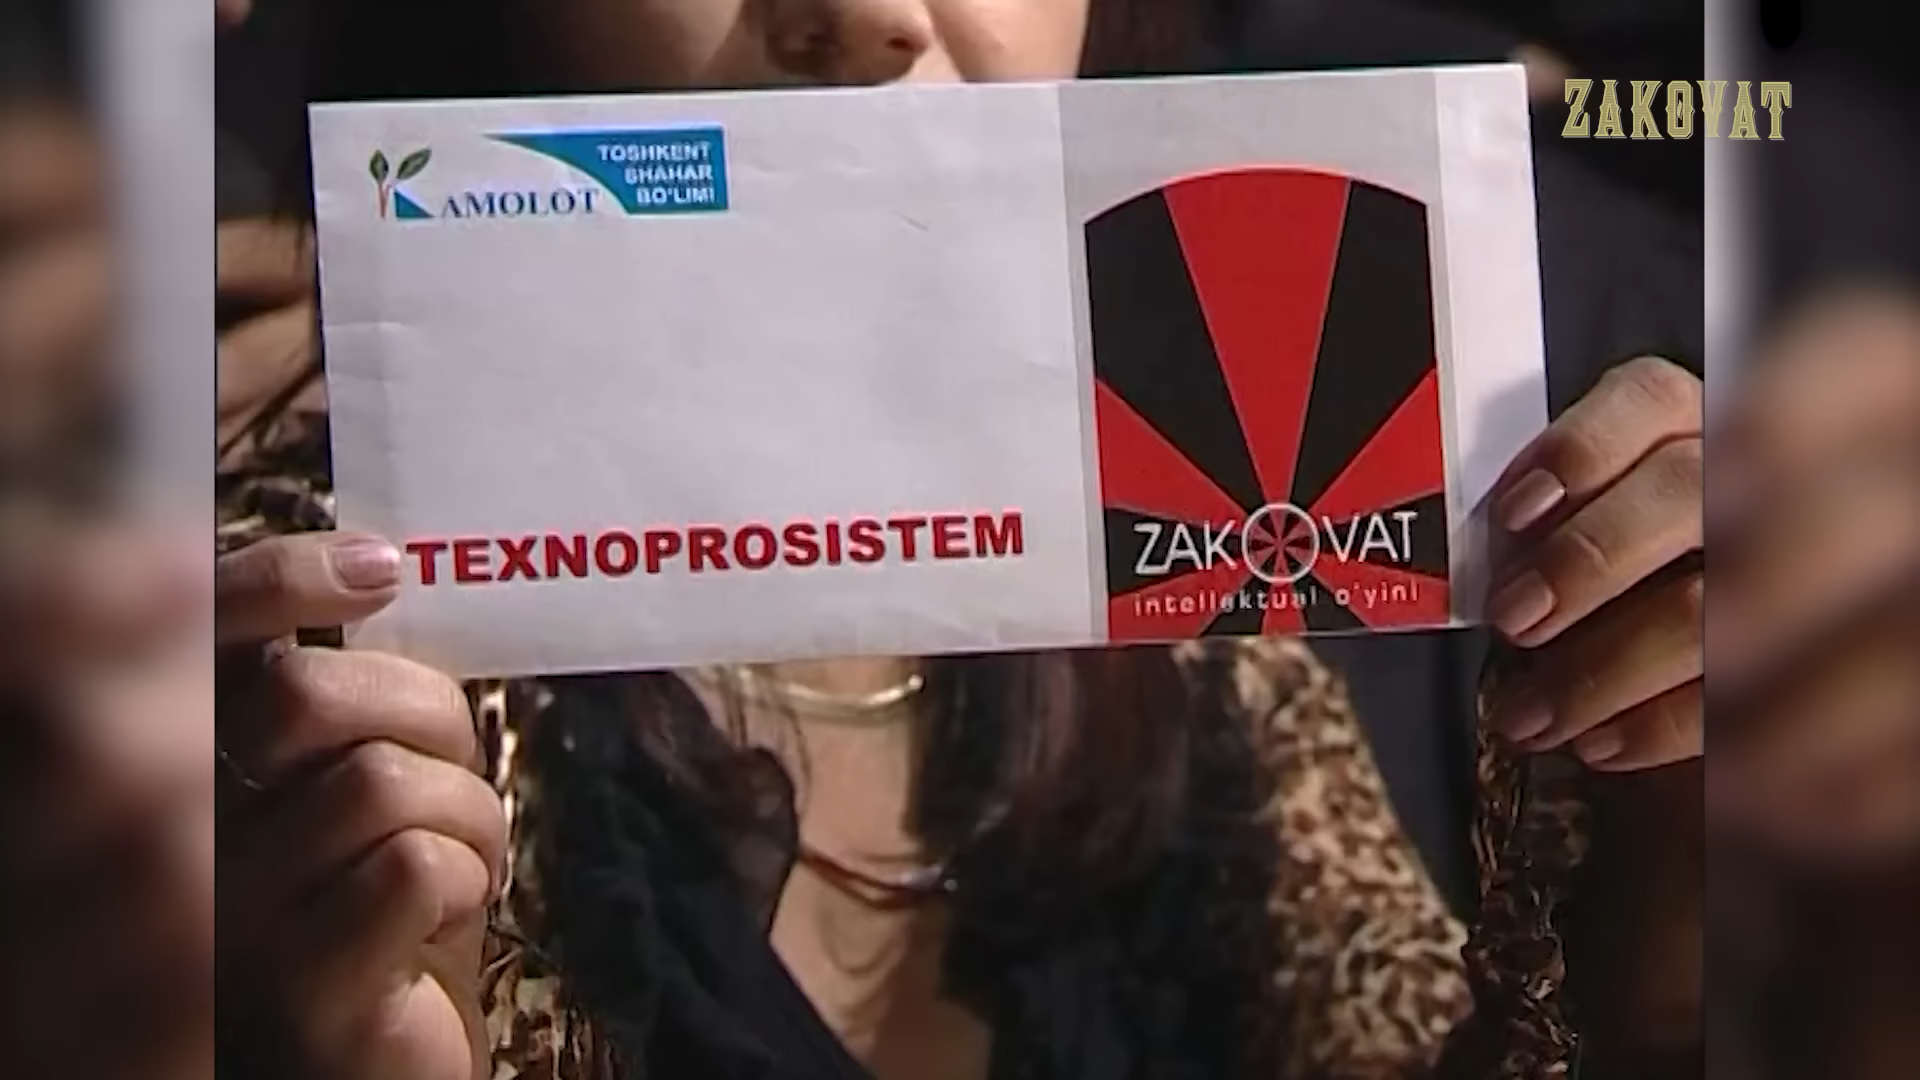 ZAKOVAT
KAMOLOT
TOSHKENT
SHAHAR
BO'LIMI
TEXNOPROSISTEM
ZAKOVAT
intellektual o'yini